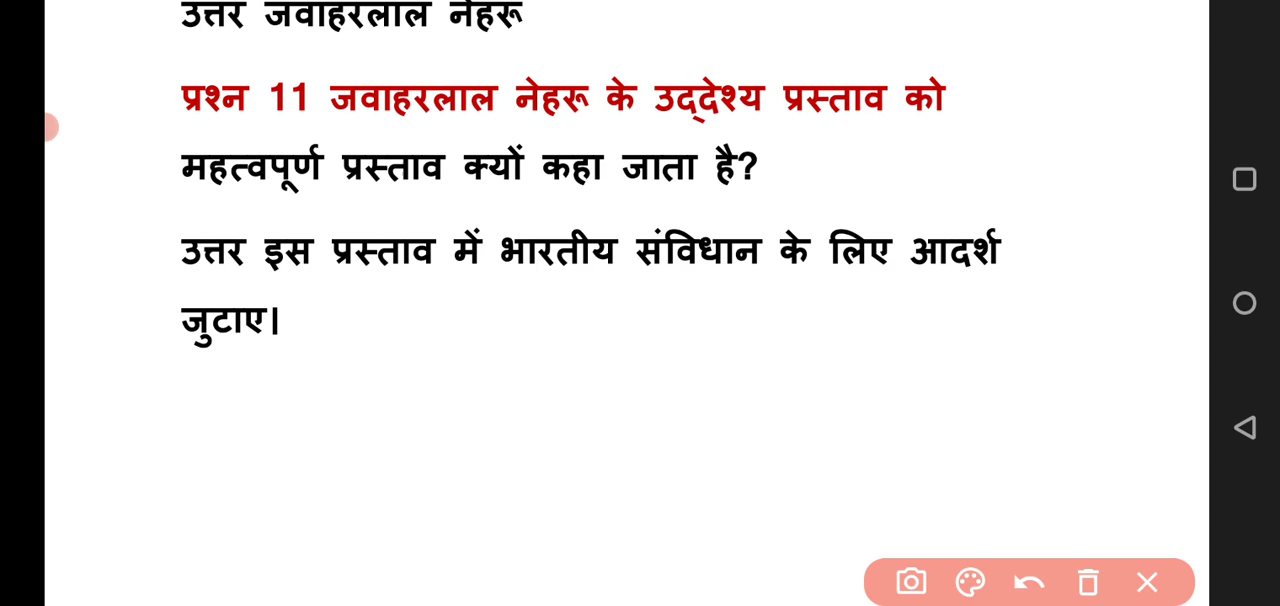 उत्तर जवाहरलाल नेहरू
प्रश्न 11 जवाहरलाल नेहरू के उद्देश्य प्रस्ताव को
महत्वपूर्ण प्रस्ताव क्यों कहा जाता है?
उत्तर इस प्रस्ताव में भारतीय संविधान के लिए आदर्श
जुटाए।